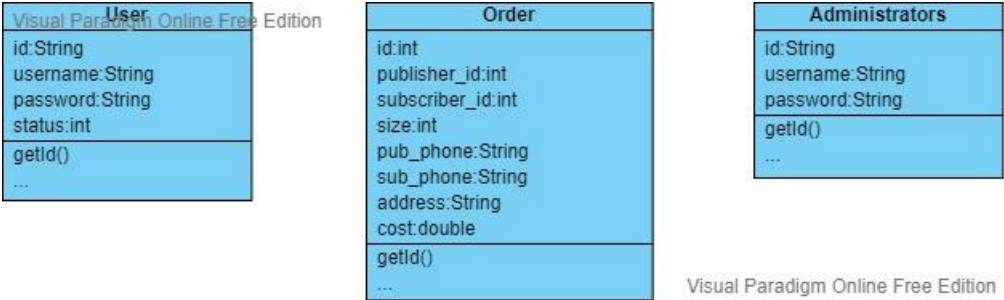 User
Visual Paradigm Online Free Edition
id:String
username:String
password:String
status:int
getId()
...
Order
id:int
publisher_id:int
subscriber_id:int
size:int
pub_phone:String
sub_phone:String
address:String
cost:double
getId()
...
Administrators
id:String
username:String
password:String
getId()
...
Visual Paradigm Online Free Edition